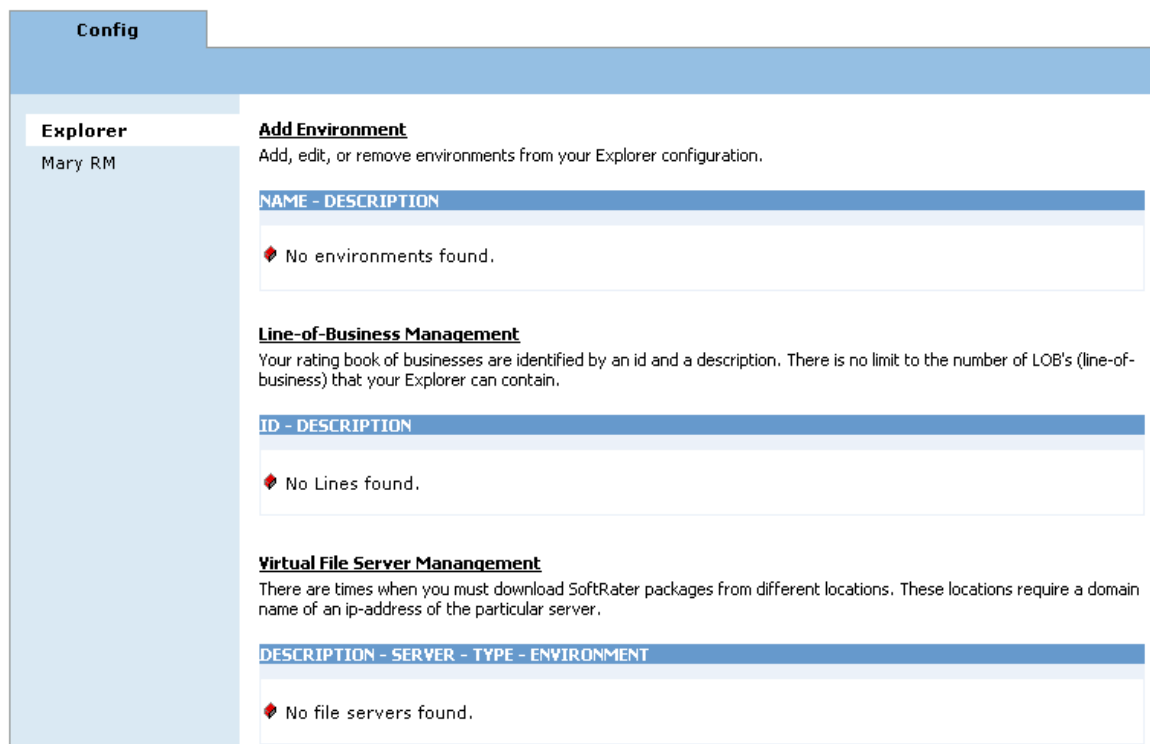 Config
Explorer
Mary RM
Add Environment
Add, edit, or remove environments from your Explorer configuration.
NAME - DESCRIPTION
No environments found.
Line-of-Business Management
Your rating book of businesses are identified by an id and a description. There is no limit to the number of LOB's (line-of-
business) that your Explorer can contain.
ID - DESCRIPTION
No Lines found.
Virtual File Server Manangement
There are times when you must download SoftRater packages from different locations. These locations require a domain
name of an ip-address of the particular server.
DESCRIPTION - SERVER - TYPE - ENVIRONMENT
No file servers found.